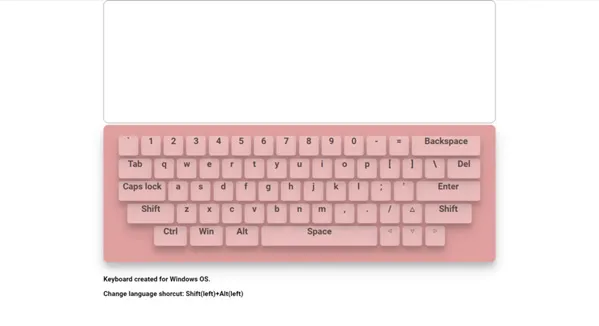 ` 1 2 3 4 5 6 7 8 9 0 - = Backspace
Tab q w e r t y u i o p [ ] \ Del
Caps lock a s d f g h j k l ; ' Enter
Shift z x c v b n m , . / △ Shift
Ctrl Win Alt Space
Keyboard created for Windows OS.
Change language shorcut: Shift(left)+Alt(left)